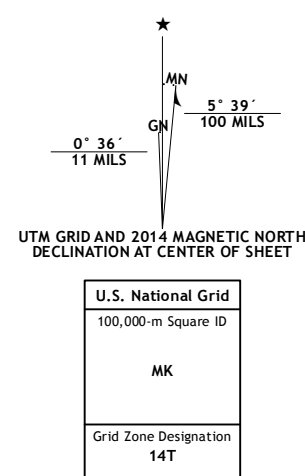 ★
MN
GN
5° 39´
100 MILS
0° 36´
11 MILS
UTM GRID AND 2014 MAGNETIC NORTH
DECLINATION AT CENTER OF SHEET
U.S. National Grid
100,000-m Square ID
MK
Grid Zone Designation
14T